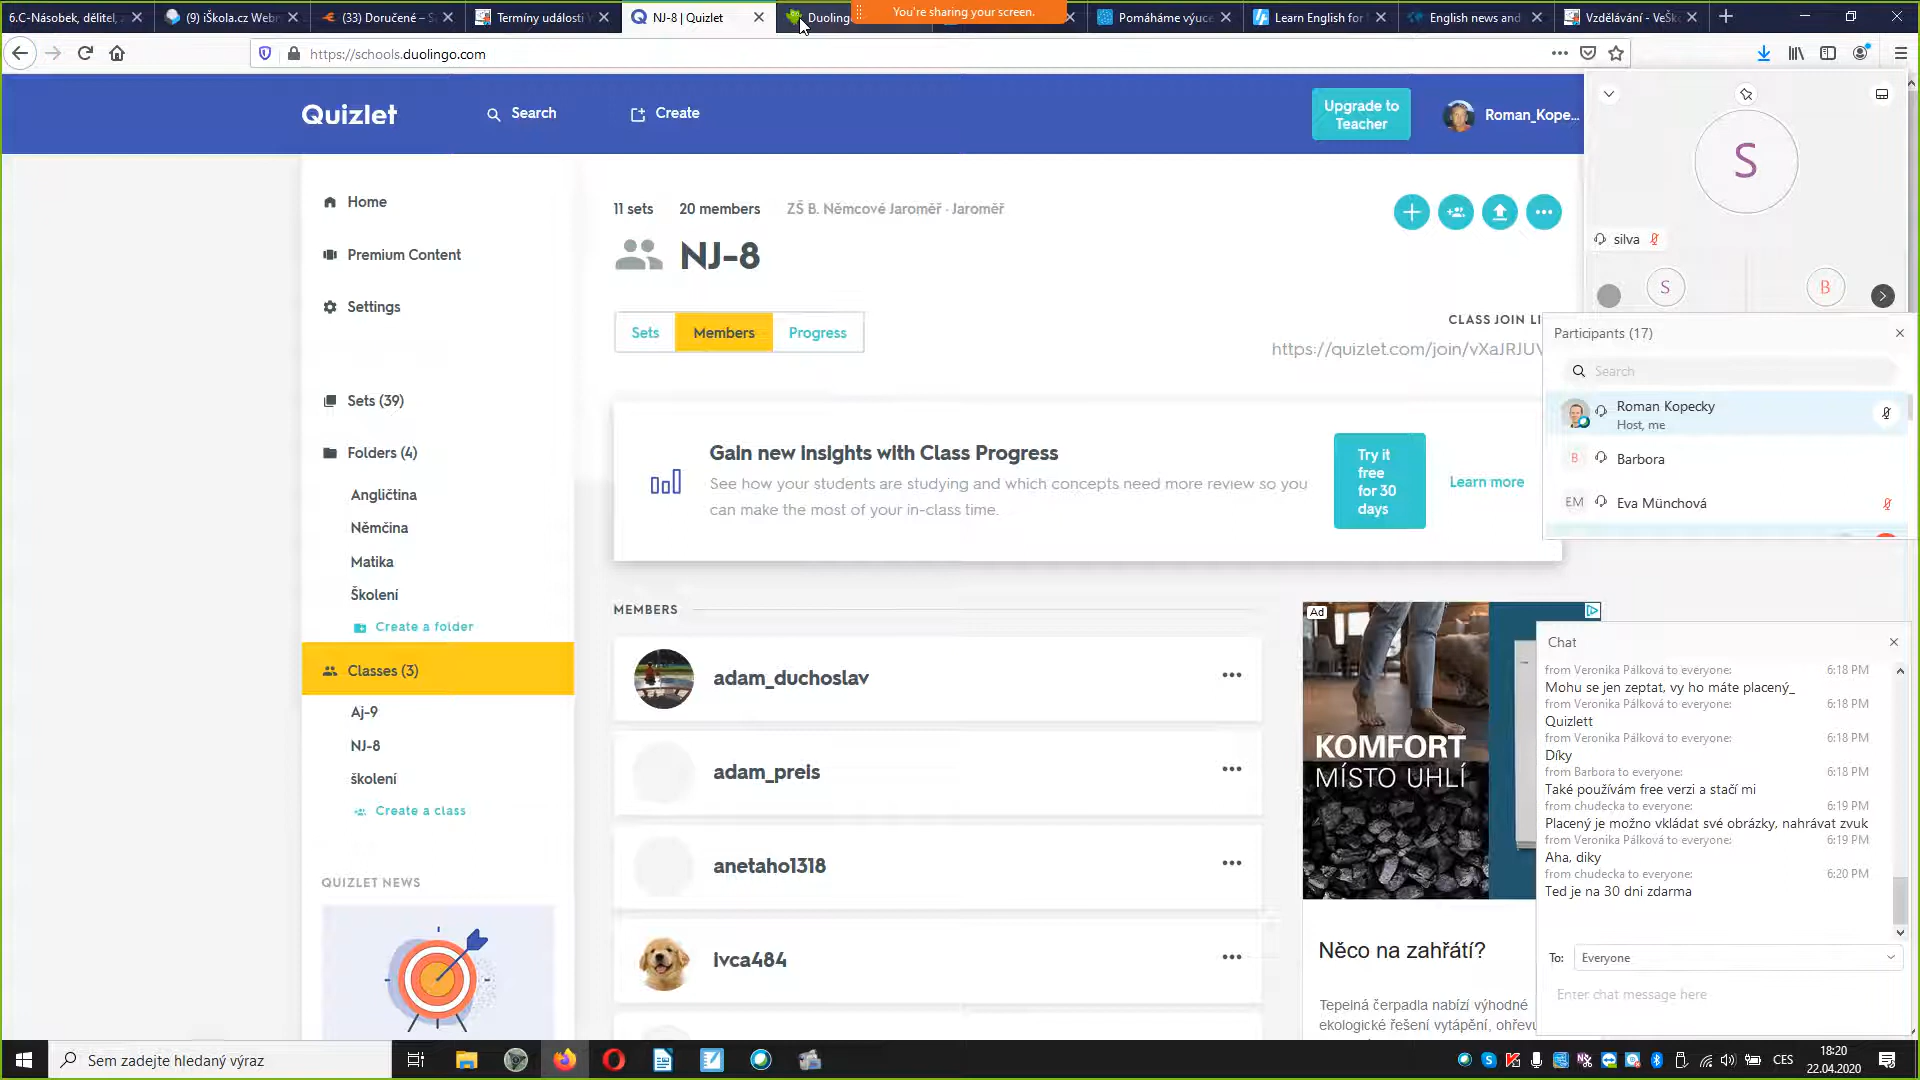 6.C-Násobek, dělitel,
(9) iŠkola.cz Webm
(33) Doručené – S
Termíny události V
NJ-8 | Quizlet
Duoling
You're sharing your screen.
Pomáháme výuce
Learn English for
English news and
Vzdělávání - VeŠk
https://schools.duolingo.com
Quizlet
Search
Create
Upgrade to
Teacher
Roman_Kope...
Home
Premium Content
Settings
Sets (39)
Folders (4)
Angličtina
Němčina
Matika
Školení
Create a folder
Classes (3)
Aj-9
NJ-8
školení
Create a class
QUIZLET NEWS
11 sets
20 members
ZŠ B. Němcové Jaroměř · Jaroměř
NJ-8
Sets
Members
Progress
CLASS JOIN LI
https://quizlet.com/join/vXaJRJUV
Gain new insights with Class Progress
See how your students are studying and which concepts need more review so you
can make the most of your in-class time.
Try it
free
for 30
days
Learn more
MEMBERS
adam_duchoslav
adam_preis
anetaho1318
ivca484
Ad
KOMFORT
MÍSTO UHLÍ
Něco na zahřátí?
Tepelná čerpadla nabízí výhodné
ekologické řešení vytápění, ohřevu
S
silva
S
B
Participants (17)
Search
Roman Kopecky
Host, me
B
Barbora
EM
Eva Münchová
Chat
from Veronika Pálková to everyone:
6:18 PM
Mohu se jen zeptat, vy ho máte placený_
from Veronika Pálková to everyone:
6:18 PM
Quizlett
from Veronika Pálková to everyone:
6:18 PM
Díky
from Barbora to everyone:
6:18 PM
Také používám free verzi a stačí mi
from chudecka to everyone:
6:19 PM
Placený je možno vkládat své obrázky, nahrávat zvuk
from Veronika Pálková to everyone:
6:19 PM
Aha, diky
from chudecka to everyone:
6:20 PM
Ted je na 30 dni zdarma
To:
Everyone
Enter chat message here
Sem zadejte hledaný výraz
CES
18:20
22.04.2020